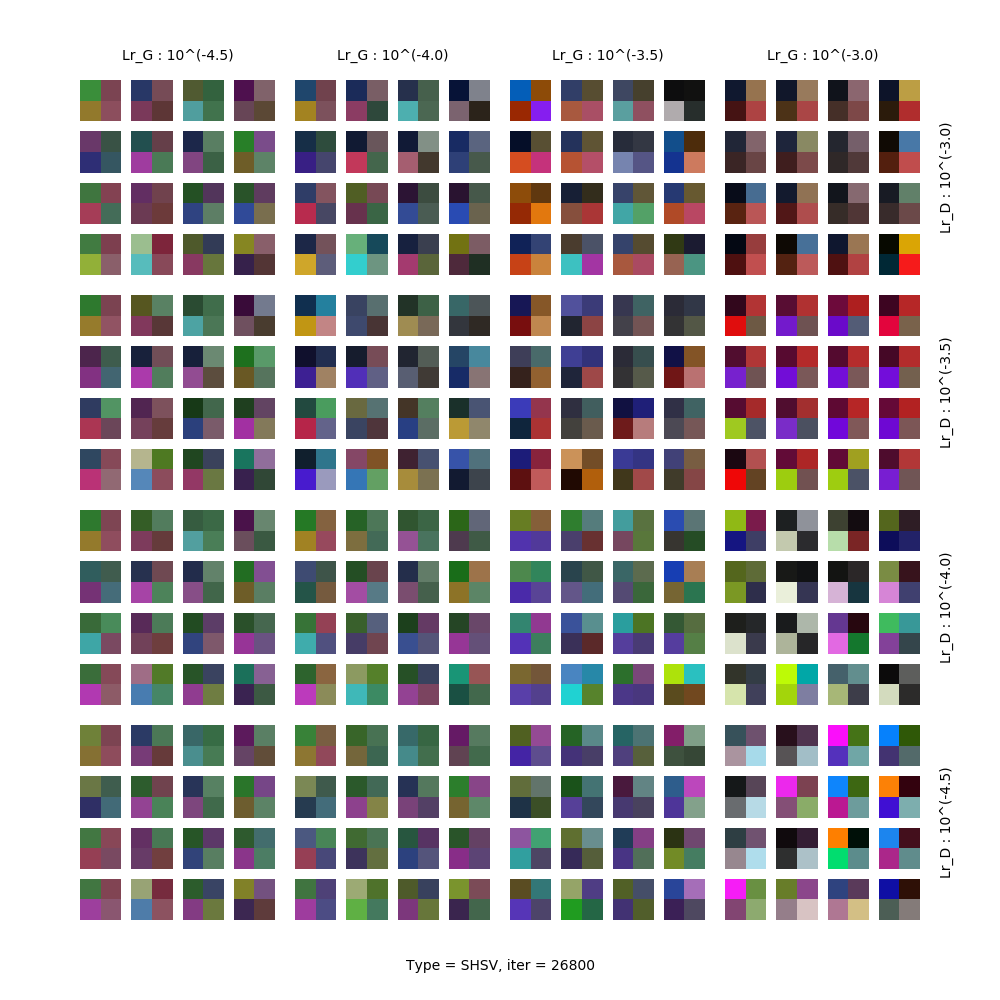 Lr_G : 10^(-4.5)
Lr_G : 10^(-4.0)
Lr_G : 10^(-3.5)
Lr_G : 10^(-3.0)
Lr_D : 10^(-3.0)
Lr_D : 10^(-3.5)
Lr_D : 10^(-4.0)
Lr_D : 10^(-4.5)
Type = SHSV, iter = 26800